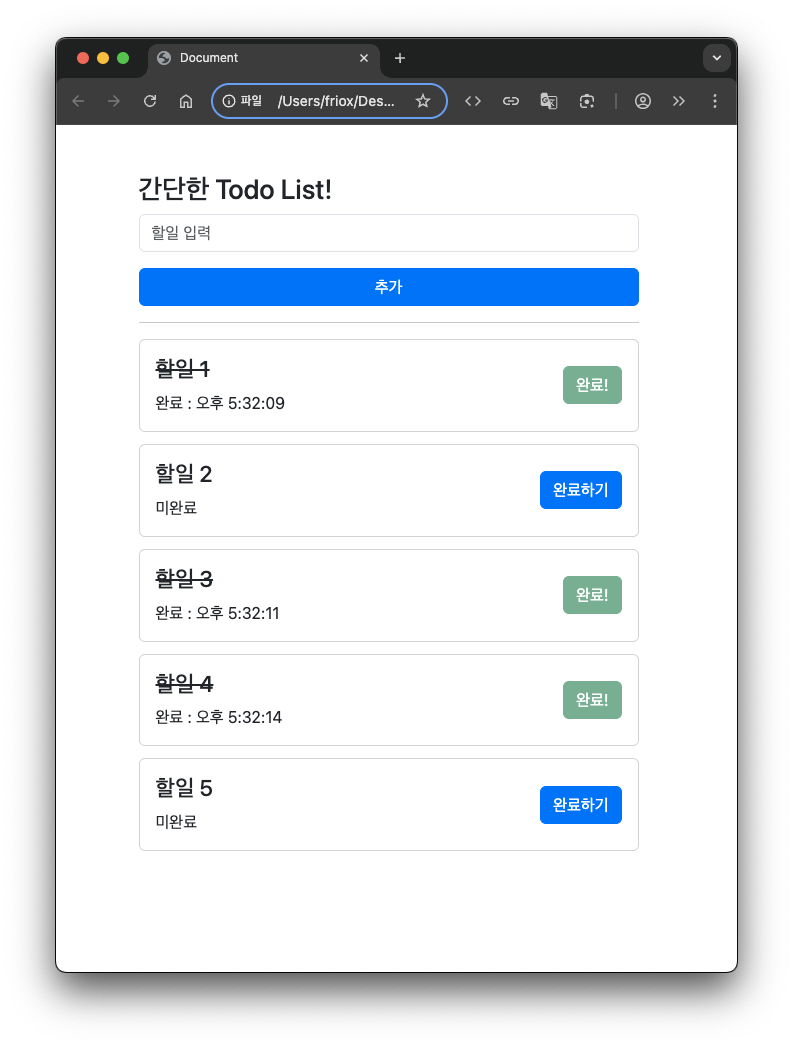 Document
파일 /Users/friox/Des...
간단한 Todo List!
할일 입력
추가
할일 1
완료!
완료 : 오후 5:32:09
할일 2
완료하기
미완료
할일 3
완료!
완료 : 오후 5:32:11
할일 4
완료!
완료 : 오후 5:32:14
할일 5
완료하기
미완료